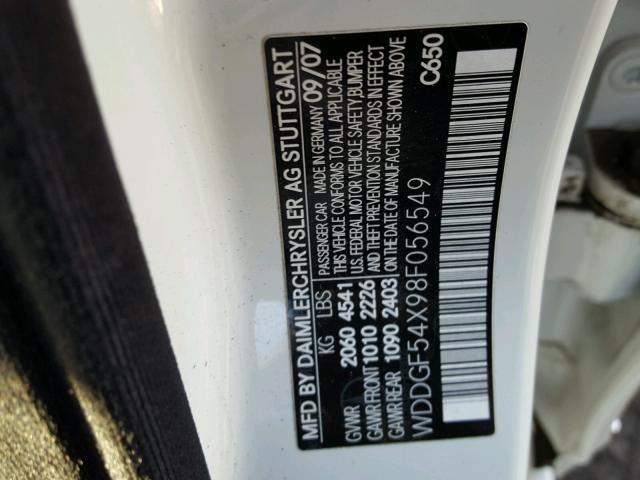 MFD BY DAIMLERCHRYSLER AG STUTTGART
KG LBS PASSENGER CAR MADE IN GERMANY 09/07
GVWR 2060 4541 THIS VEHICLE CONFORMS TO ALL APPLICABLE
U.S. FEDERAL MOTOR VEHICLE SAFETY BUMPER
GAWR FRONT 1010 2226 THEFT PREVENTION STANDARDS IN EFFECT
GAWR REAR 1090 2403 ON THE DATE OF MANUFACTURE SHOWN ABOVE
WDDGF54X98F056549 C650